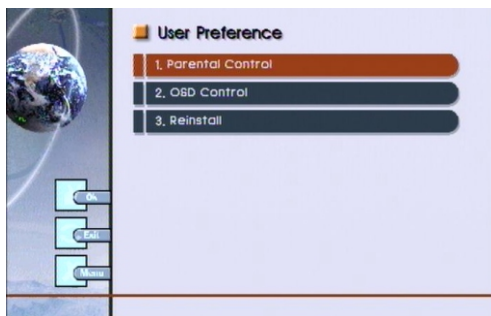 User Preference
1. Parental Control
2. OSD Control
3. Reinstall
Ok
Exit
Menu